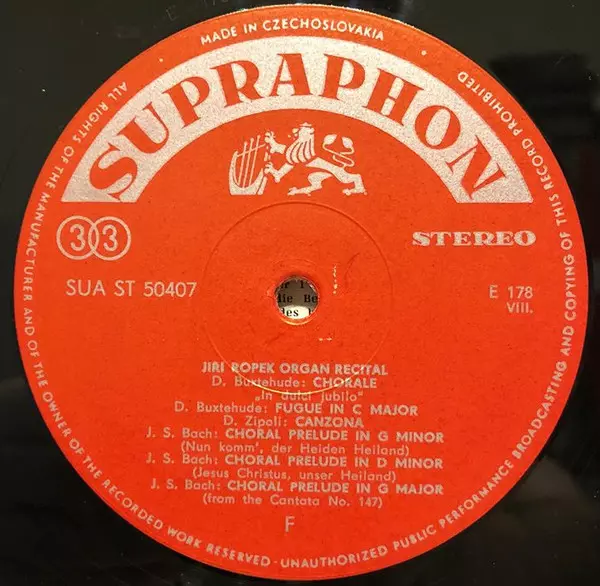 MADE IN CZECHOSLOVAKIA
ALL RIGHTS OF THE MANUFACTURER AND OF THE OWNER OF THE RECORDED WORK RESERVED · UNAUTHORIZED PUBLIC PERFORMANCE BROADCASTING AND COPYING OF THIS RECORD PROHIBITED
SUPRAPHON
33
STEREO
SUA ST 50407
E 178
VIII.
die Be
des
JIŘÍ ROPEK ORGAN RECITAL
D. Buxtehude: CHORALE
„In dulci jubilo"
D. Buxtehude: FUGUE IN C MAJOR
D. Zipoli: CANZONA
J. S. Bach: CHORAL PRELUDE IN G MINOR
(Nun komm', der Heiden Heiland)
J. S. Bach: CHORAL PRELUDE IN D MINOR
(Jesus Christus, unser Heiland)
J. S. Bach: CHORAL PRELUDE IN G MAJOR
(from the Cantata No. 147)
F